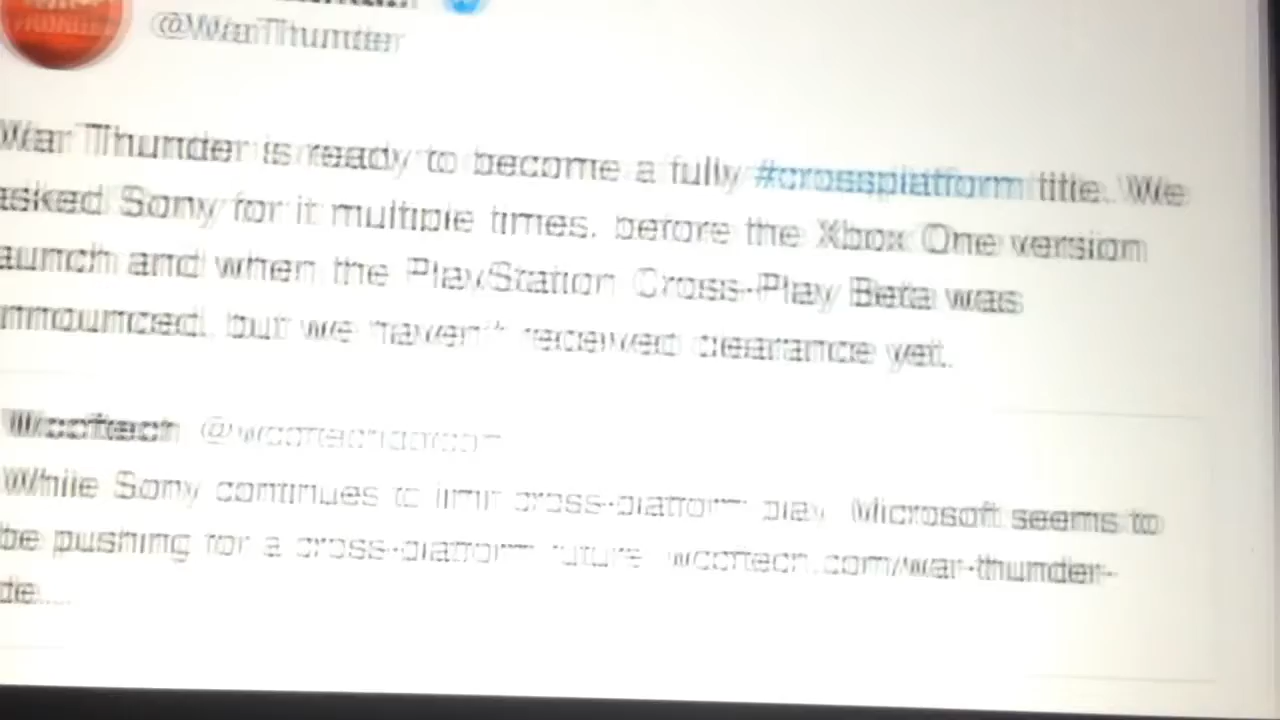 @WarThunder
War Thunder is ready to become a fully #crossplatform title. We
asked Sony for it multiple times, before the Xbox One version
aunch and when the PlayStation Cross-Play Beta was
nnounced, but we haven't received clearance yet.
Wccftech @wccftechdotcom
While Sony continues to limit cross-platform play, Microsoft seems to
be pushing for a cross-platform future wccftech.com/war-thunder-
de...